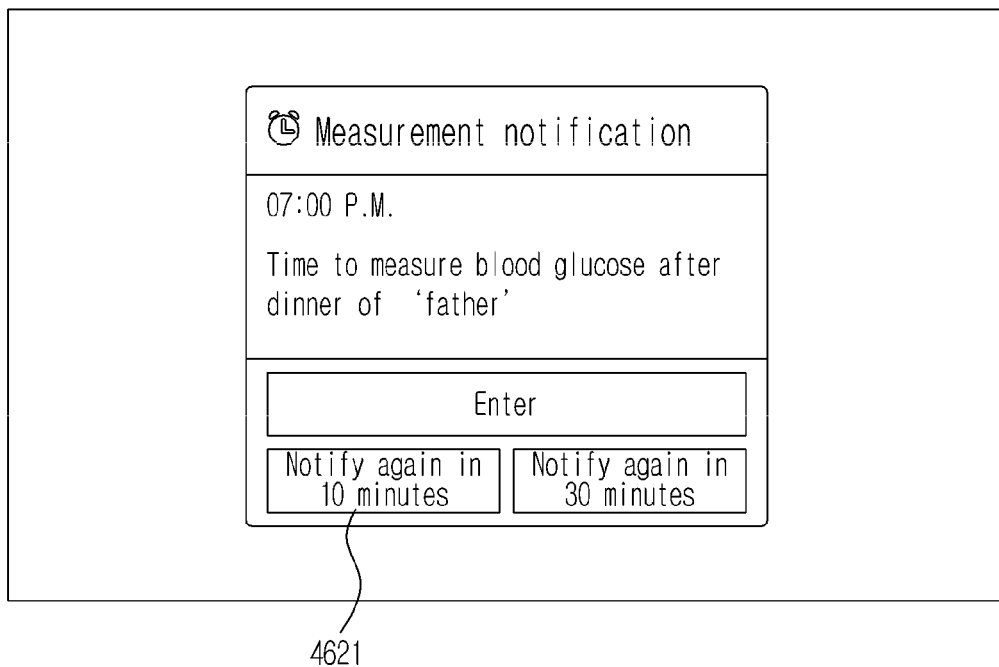 Measurement notification
07:00 P.M.
Time to measure blood glucose after
dinner of ‘father’
Enter
Notify again in
10 minutes
Notify again in
30 minutes
4621